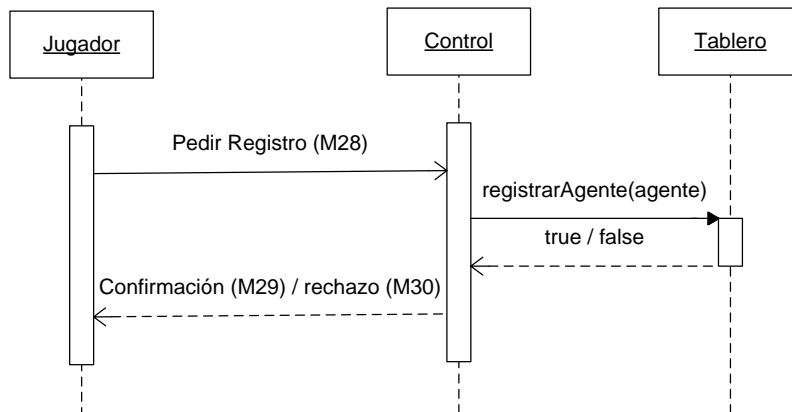 Jugador
Control
Tablero
Pedir Registro (M28)
registrarAgente(agente)
true / false
Confirmación (M29) / rechazo (M30)